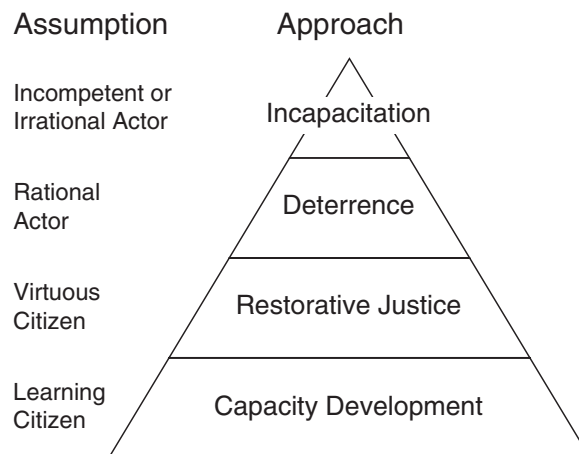 Assumption Approach
Incompetent or
Irrational Actor
Incapacitation
Rational
Actor
Deterrence
Virtuous
Citizen
Restorative Justice
Learning
Citizen
Capacity Development